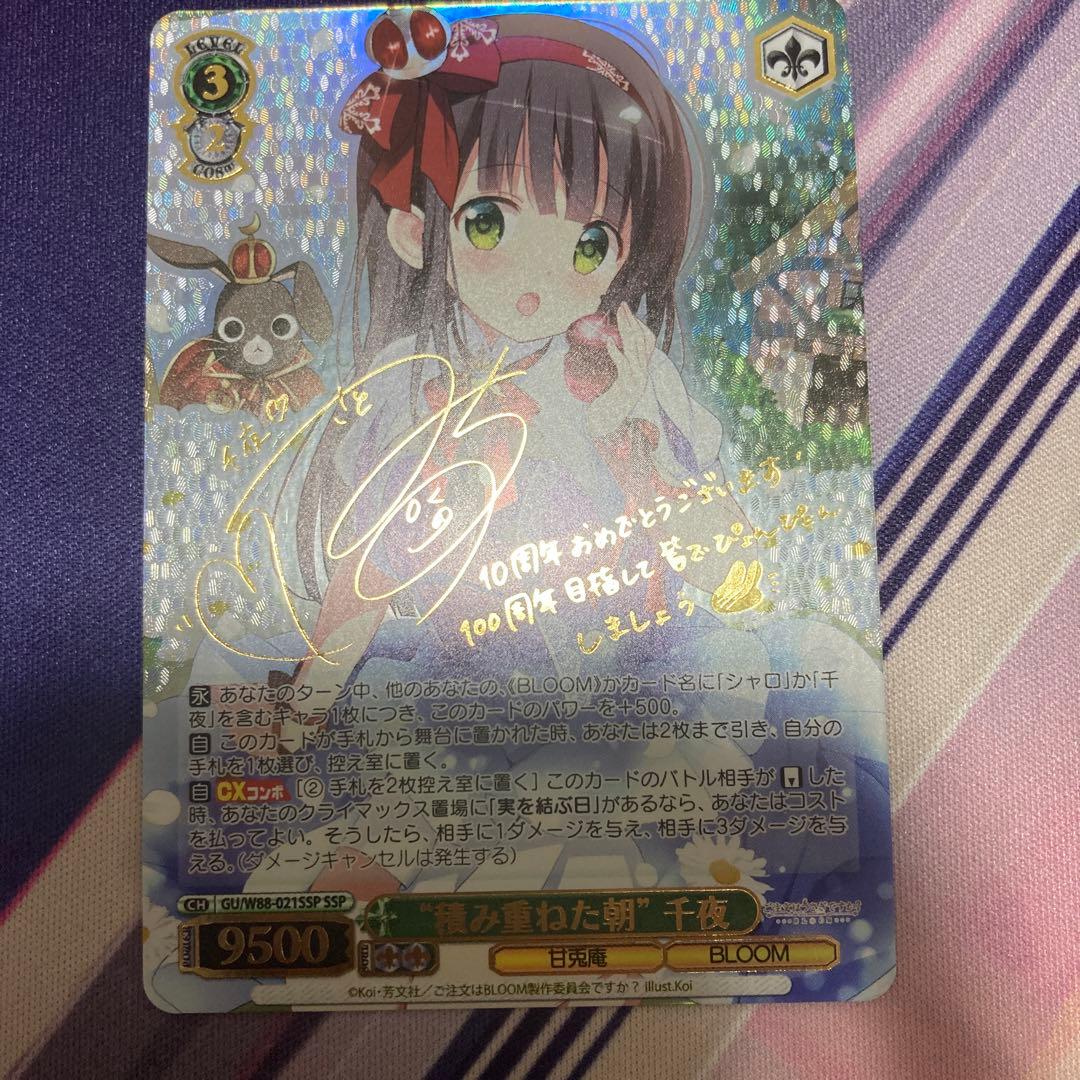 LEVEL
3
2
COST
千夜
さと
10周年おめでとうございます
100周年目指して皆でぴょんぴょん
しましょう
永 あなたのターン中、他のあなたの、《BLOOM》かカード名に「シャロ」か「千
夜」を含むキャラ1枚につき、このカードのパワーを+500。
自 このカードが手札から舞台に置かれた時、あなたは2枚まで引き、自分の
手札を1枚選び、控え室に置く。
自 CXコンボ [② 手札を2枚控え室に置く] このカードのバトル相手が した
時、あなたのクライマックス置場に「実を結ぶ日」があるなら、あなたはコスト
を払ってよい。そうしたら、相手に1ダメージを与え、相手に3ダメージを与
える。(ダメージキャンセルは発生する)
CH GU/W88-021SSP SSP
"積み重ねた朝" 千夜
ご注文はうさぎですか?
POWER 9500
甘兎庵 BLOOM
©Koi・芳文社/ご注文はBLOOM製作委員会ですか? illust.Koi